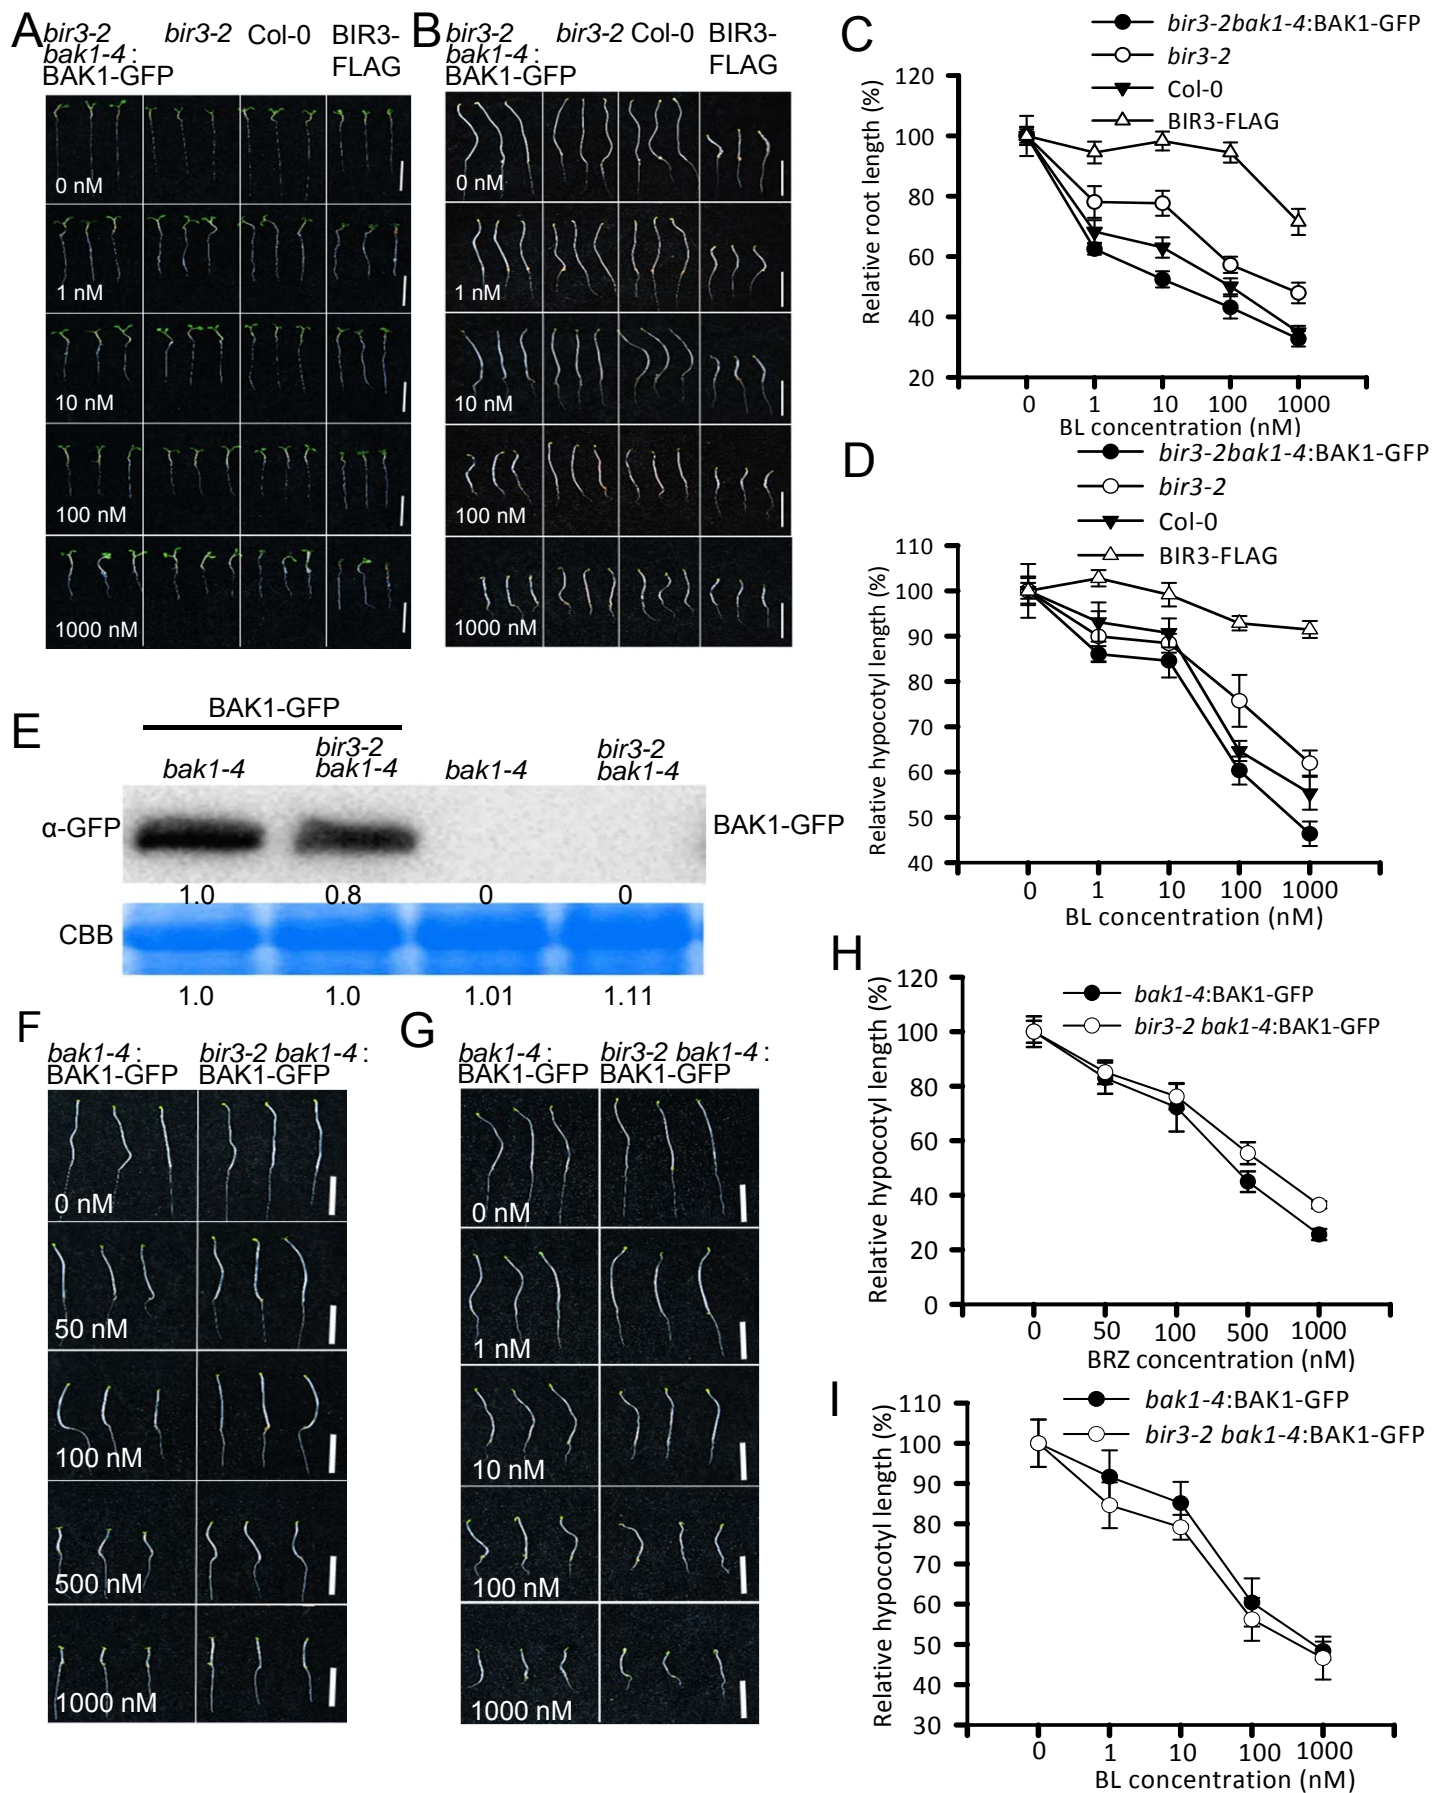 A
bir3-2
bak1-4:
BAK1-GFP
bir3-2
Col-0
BIR3-
FLAG
0 nM
1 nM
10 nM
100 nM
1000 nM
B
bir3-2
bak1-4:
BAK1-GFP
bir3-2
Col-0
BIR3-
FLAG
0 nM
1 nM
10 nM
100 nM
1000 nM
C
bir3-2bak1-4:BAK1-GFP
bir3-2
Col-0
BIR3-FLAG
Relative root length (%)
120
100
80
60
40
20
0 1 10 100 1000
BL concentration (nM)
D
bir3-2bak1-4:BAK1-GFP
bir3-2
Col-0
BIR3-FLAG
Relative hypocotyl length (%)
110
100
90
80
70
60
50
40
0 1 10 100 1000
BL concentration (nM)
E
BAK1-GFP
bak1-4
bir3-2
bak1-4
bak1-4
bir3-2
bak1-4
α-GFP
BAK1-GFP
1.0 0.8 0 0
CBB
1.0 1.0 1.01 1.11
F
bak1-4:
BAK1-GFP
bir3-2 bak1-4:
BAK1-GFP
0 nM
50 nM
100 nM
500 nM
1000 nM
G
bak1-4:
BAK1-GFP
bir3-2 bak1-4:
BAK1-GFP
0 nM
1 nM
10 nM
100 nM
1000 nM
H
bak1-4:BAK1-GFP
bir3-2 bak1-4:BAK1-GFP
Relative hypocotyl length (%)
120
100
80
60
40
20
0
0 50 100 500 1000
BRZ concentration (nM)
I
bak1-4:BAK1-GFP
bir3-2 bak1-4:BAK1-GFP
Relative hypocotyl length (%)
110
100
90
80
70
60
50
40
30
0 1 10 100 1000
BL concentration (nM)